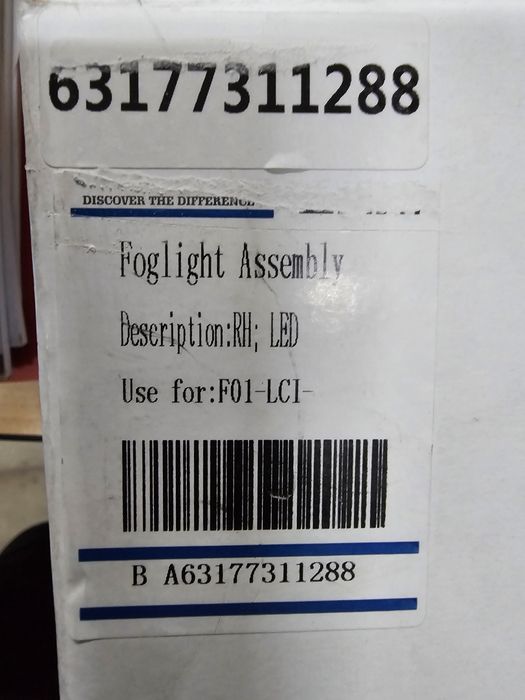 63177311288
DISCOVER THE DIFFERENCE
Foglight Assembly
Description:RH; LED
Use for:F01-LCI-
B A63177311288